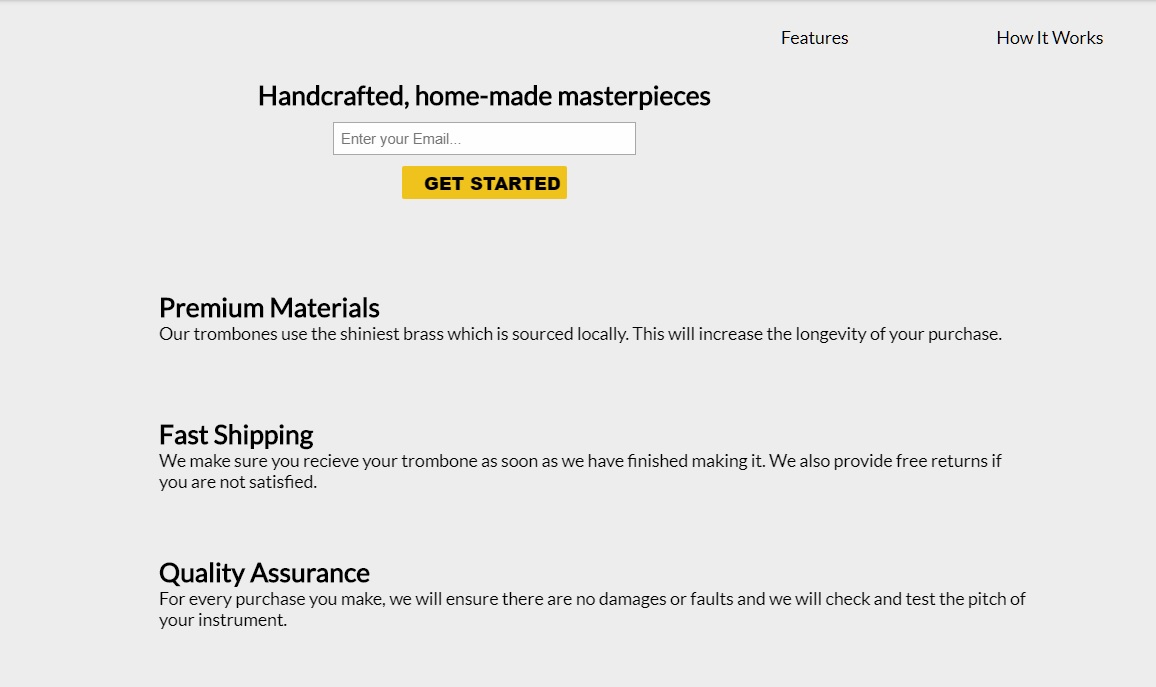 Features How It Works
Handcrafted, home-made masterpieces
Enter your Email...
GET STARTED
Premium Materials
Our trombones use the shiniest brass which is sourced locally. This will increase the longevity of your purchase.
Fast Shipping
We make sure you recieve your trombone as soon as we have finished making it. We also provide free returns if
you are not satisfied.
Quality Assurance
For every purchase you make, we will ensure there are no damages or faults and we will check and test the pitch of
your instrument.